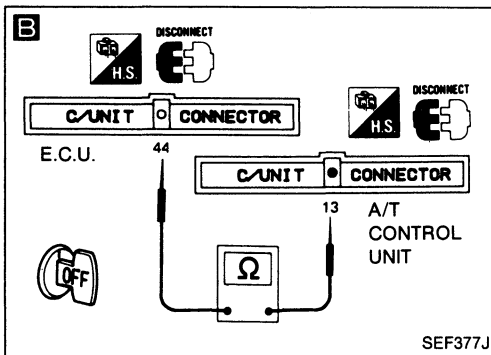 B
DISCONNECT
H.S.
C/UNIT CONNECTOR
E.C.U.
44
DISCONNECT
H.S.
C/UNIT CONNECTOR
13
A/T
CONTROL
UNIT
OFF
Ω
SEF377J